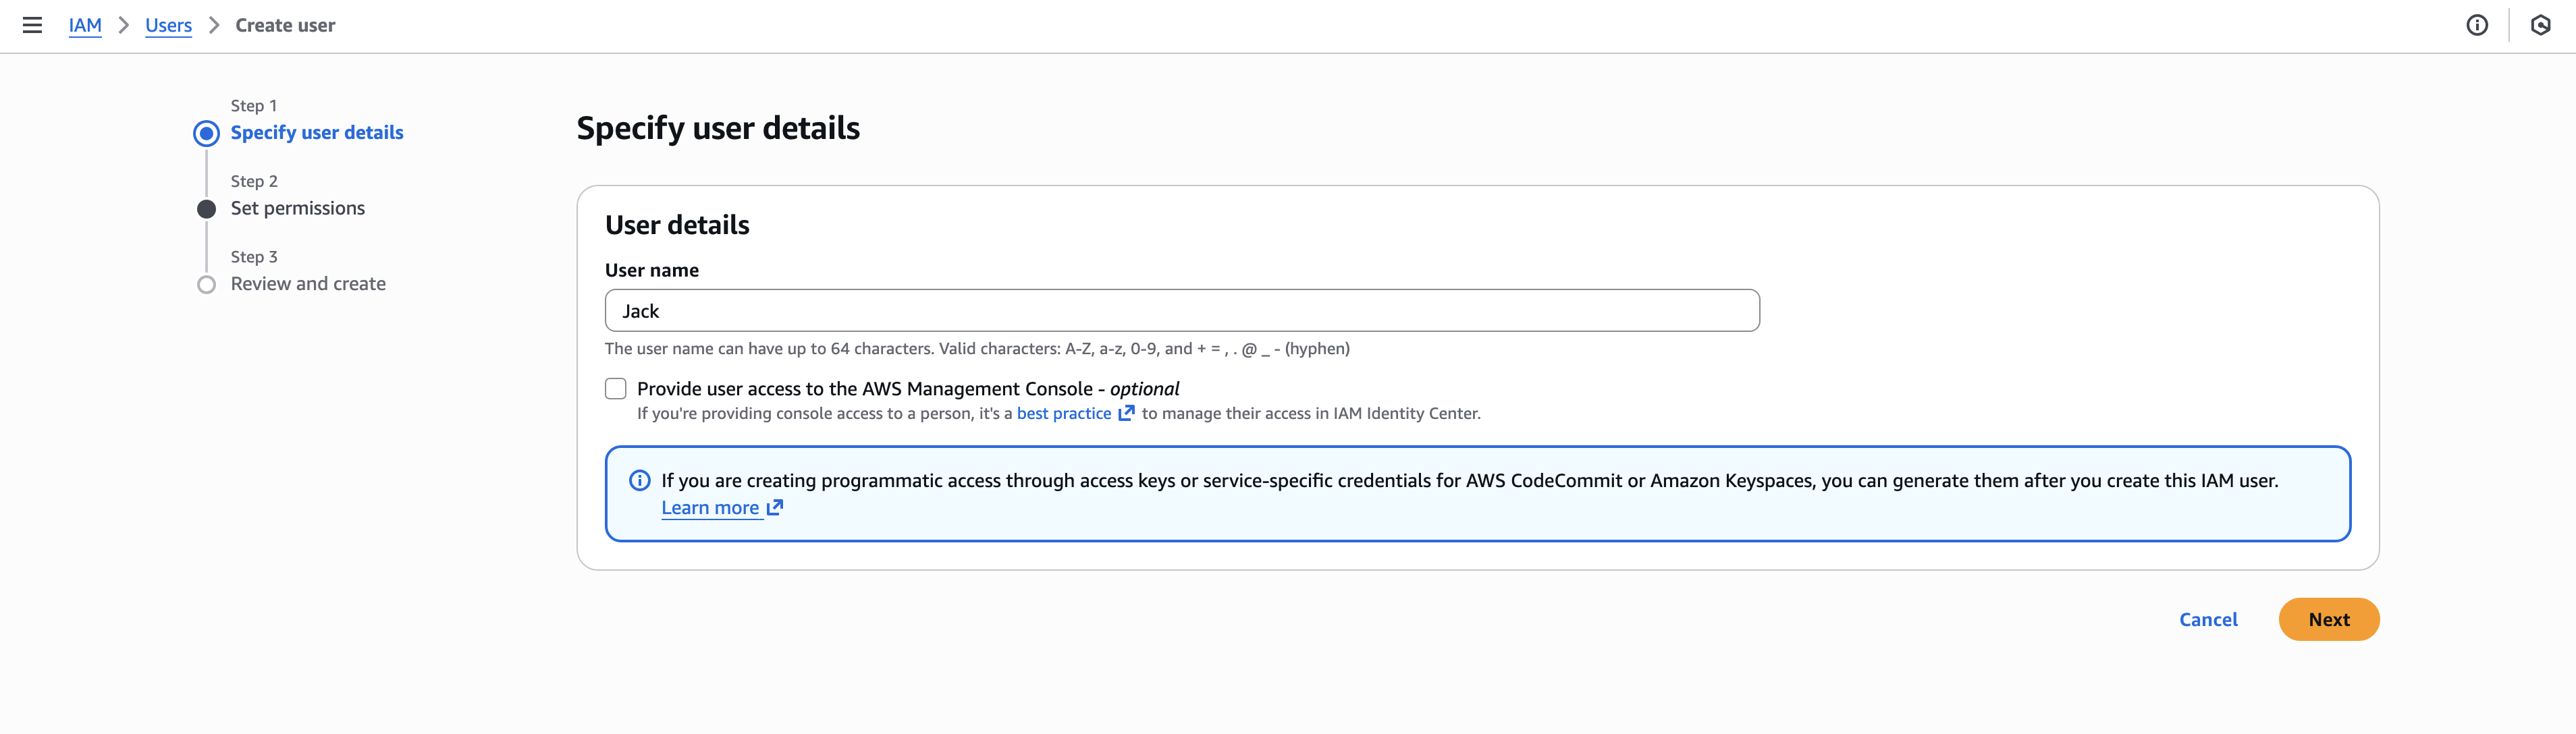 IAM > Users > Create user
Step 1
Specify user details
Step 2
Set permissions
Step 3
Review and create
Specify user details
User details
User name
Jack
The user name can have up to 64 characters. Valid characters: A-Z, a-z, 0-9, and + = , . @ _ - (hyphen)
Provide user access to the AWS Management Console - optional
If you're providing console access to a person, it's a best practice to manage their access in IAM Identity Center.
If you are creating programmatic access through access keys or service-specific credentials for AWS CodeCommit or Amazon Keyspaces, you can generate them after you create this IAM user.
Learn more
Cancel
Next